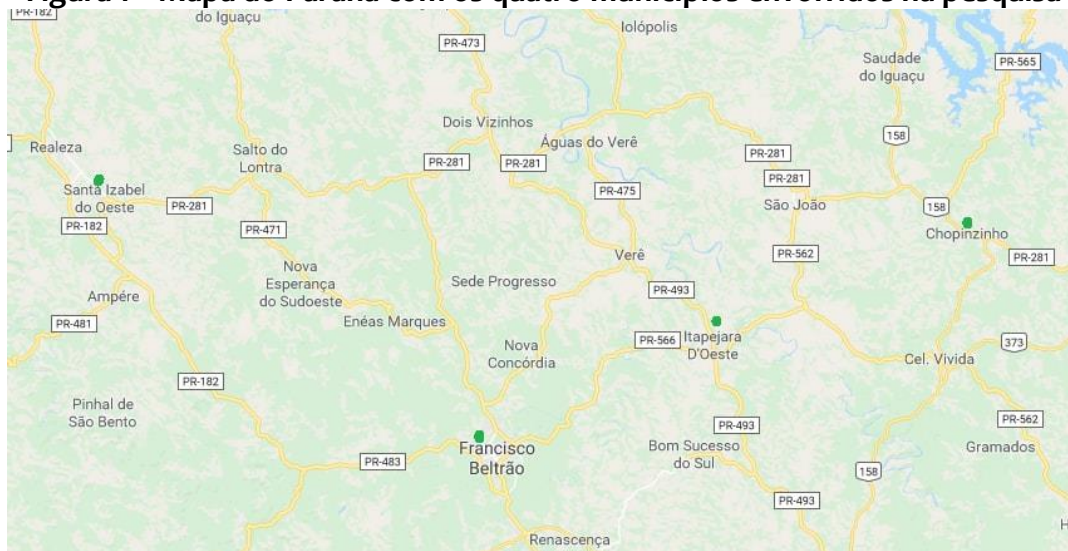 Figura 1 - Mapa do Paraná com os quatro municípios envolvidos na pesquisa
PR-182
do Iguaçu
PR-473
Iolópolis
Saudade
do Iguaçu
PR-565
Realeza
Salto do
Lontra
Dois Vizinhos
Águas do Verê
158
PR-281
PR-281
PR-281
PR-281
Santa Izabel
do Oeste
PR-281
PR-475
São João
158
PR-182
PR-471
Chopinzinho
Verê
PR-562
PR-281
Nova
Esperança
do Sudoeste
Sede Progresso
PR-493
Ampére
PR-481
Enéas Marques
Nova
Concórdia
PR-566
Itapejara
D'Oeste
373
Cel. Vivida
PR-182
Pinhal de
São Bento
PR-493
PR-562
Francisco
Beltrão
Bom Sucesso
do Sul
Gramados
PR-483
158
PR-493
Renascença
H